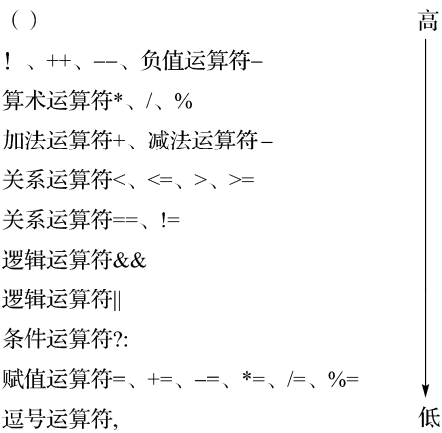 （ ） 高
！、++、--、负值运算符-
算术运算符*、/、%
加法运算符+、减法运算符-
关系运算符<、<=、>、>=
关系运算符==、!=
逻辑运算符&&
逻辑运算符||
条件运算符?:
赋值运算符=、+=、-=、*=、/=、%=
逗号运算符, 低